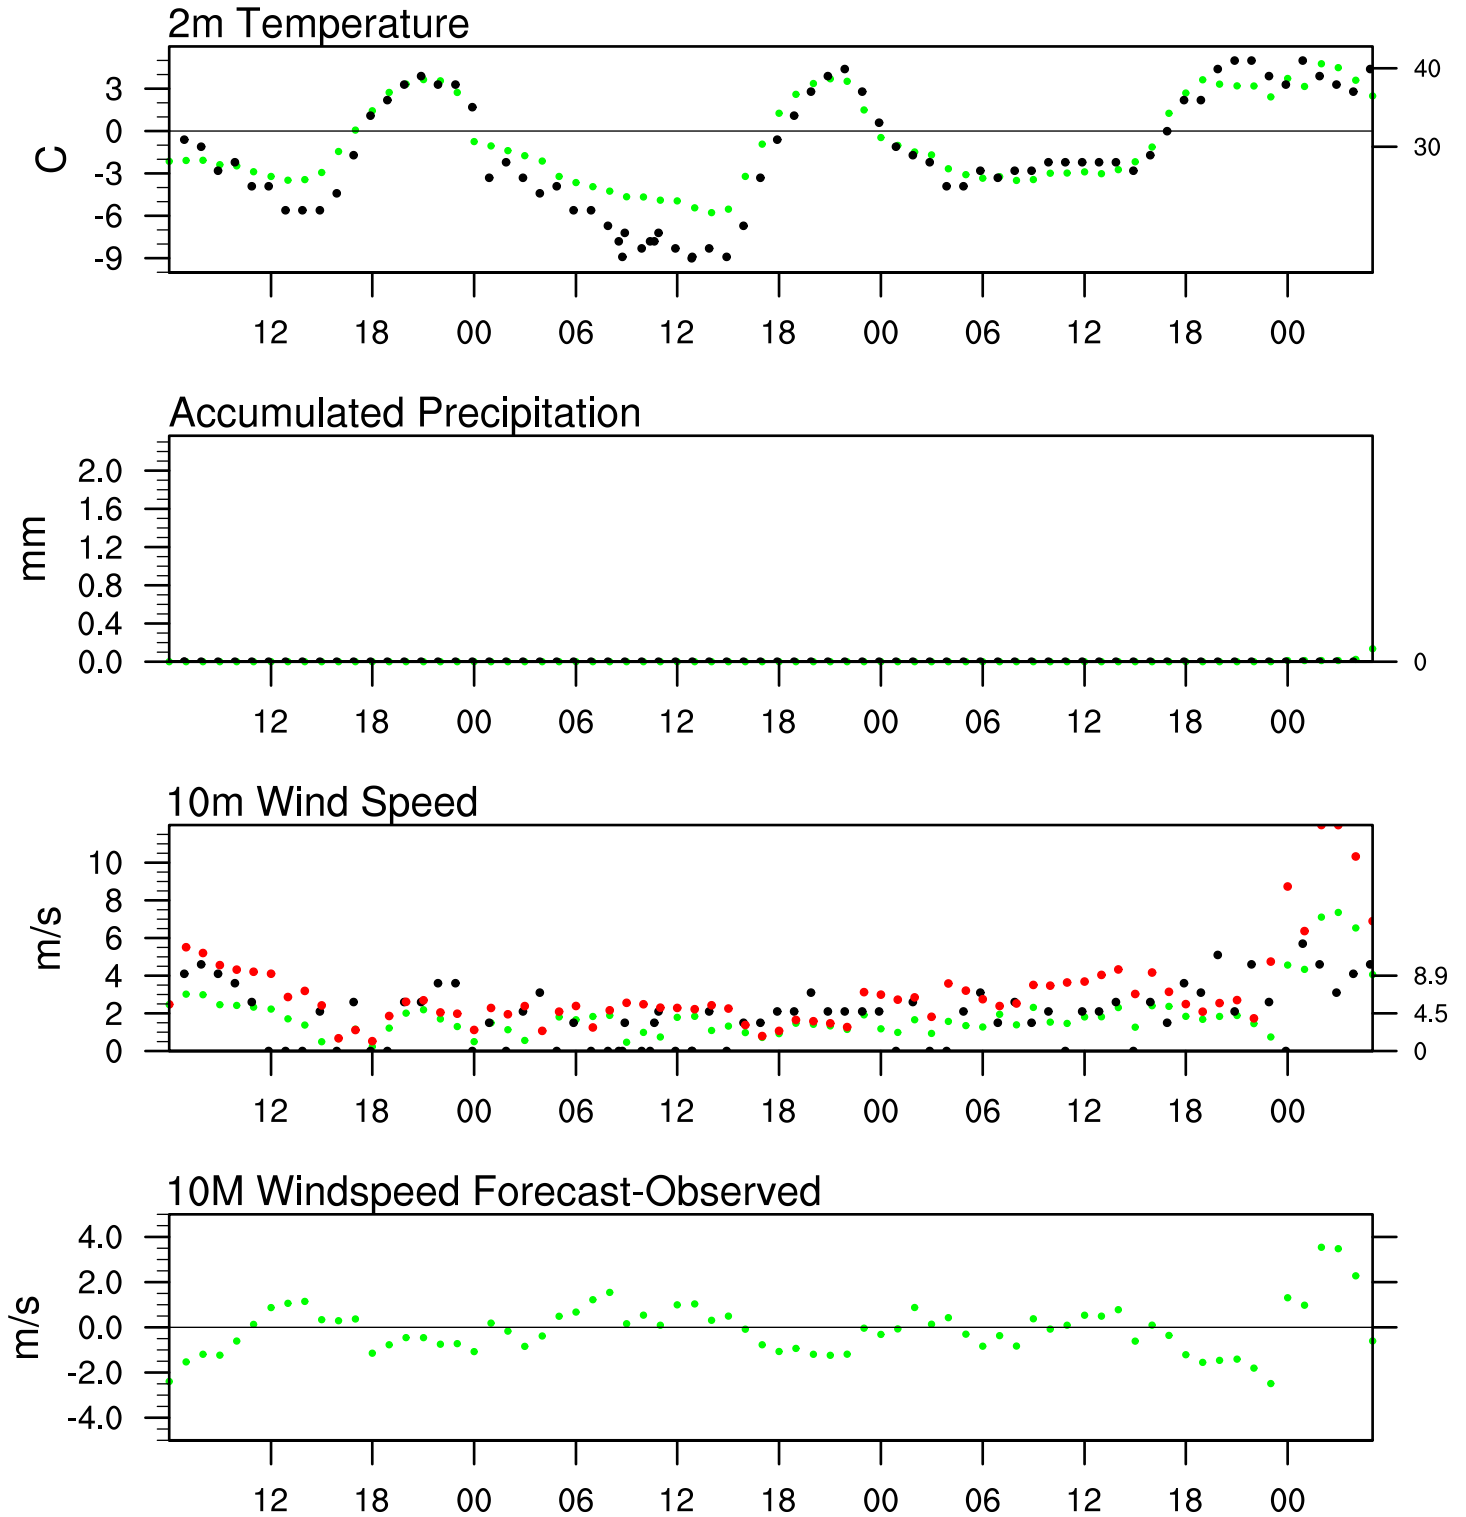 2m Temperature
3
0
-3
-6
-9
C
40
30
12 18 00 06 12 18 00 06 12 18 00
Accumulated Precipitation
2.0
1.6
1.2
0.8
0.4
0.0
mm
0
12 18 00 06 12 18 00 06 12 18 00
10m Wind Speed
10
8
6
4
2
0
m/s
8.9
4.5
0
12 18 00 06 12 18 00 06 12 18 00
10M Windspeed Forecast-Observed
4.0
2.0
0.0
-2.0
-4.0
m/s
12 18 00 06 12 18 00 06 12 18 00